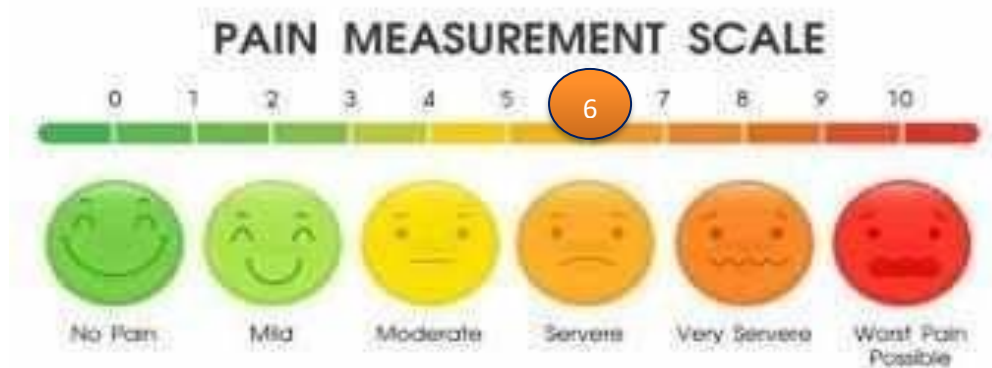 PAIN MEASUREMENT SCALE
0 1 2 3 4 5 6 7 8 9 10
No Pain Mild Moderate Servere Very Servere Worst Pain
Possible